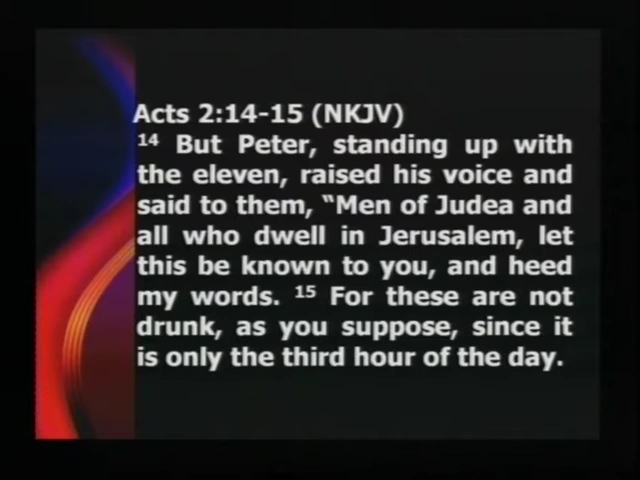 Acts 2:14-15 (NKJV)
14 But Peter, standing up with
the eleven, raised his voice and
said to them, “Men of Judea and
all who dwell in Jerusalem, let
this be known to you, and heed
my words. 15 For these are not
drunk, as you suppose, since it
is only the third hour of the day.